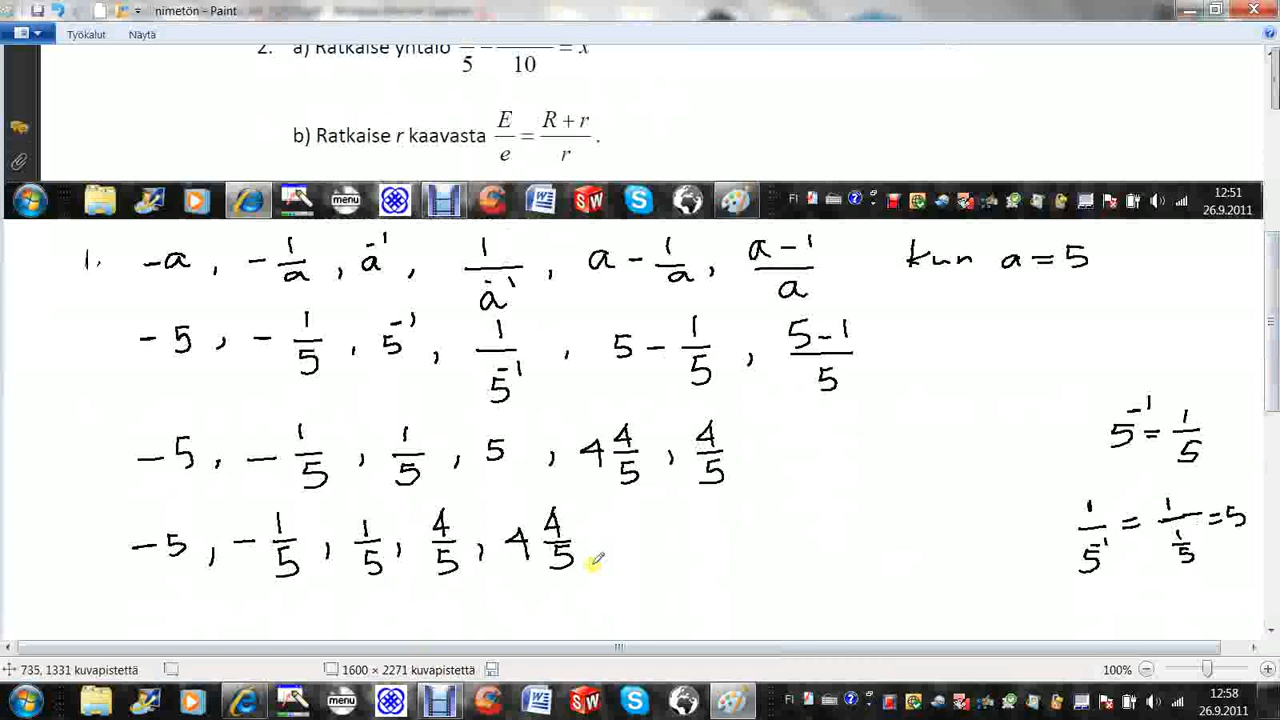 nimetön - Paint
Työkalut Näytä
2. a) Ratkaise yhtälö 5 − 10 = x
b) Ratkaise r kaavasta E/e = (R + r)/r .
menu FI 12:51
26.9.2011
1. -a , -1/a , a⁻¹ , 1/a⁻¹ , a - 1/a , (a-1)/a kun a = 5
-5 , -1/5 , 5⁻¹ , 1/5⁻¹ , 5 - 1/5 , (5-1)/5
5⁻¹ = 1/5
-5 , -1/5 , 1/5 , 5 , 4 4/5 , 4/5
1/5⁻¹ = 1/(1/5) = 5
-5 , -1/5 , 1/5 , 4/5 , 4 4/5
735, 1331 kuvapistettä 1600 × 2271 kuvapistettä 100%
menu FI 12:58
26.9.2011